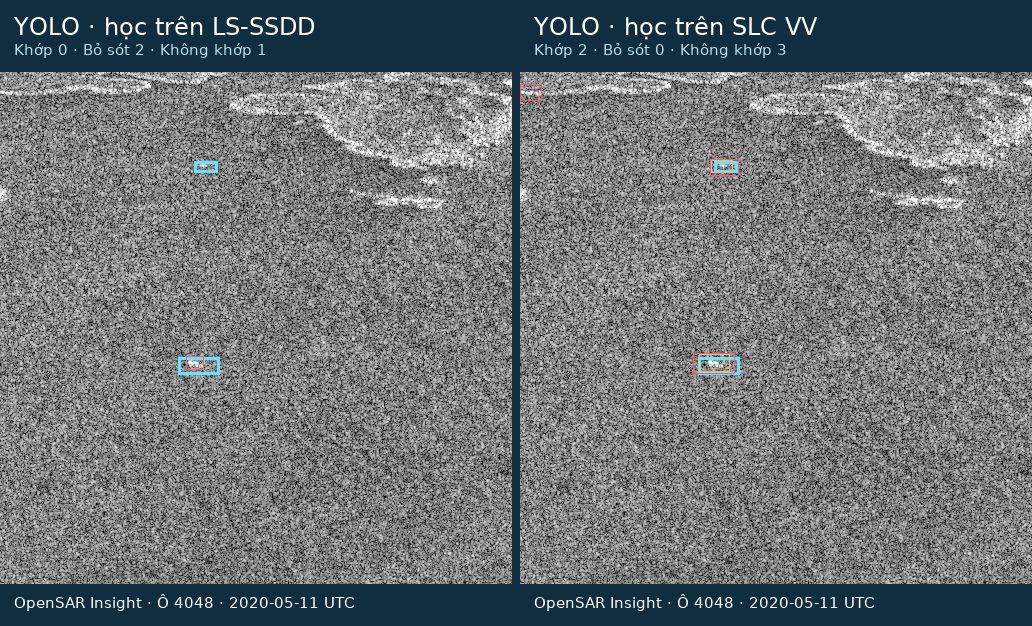 YOLO · học trên LS-SSDD
Khớp 0 · Bỏ sót 2 · Không khớp 1
YOLO · học trên SLC VV
Khớp 2 · Bỏ sót 0 · Không khớp 3
OpenSAR Insight · Ô 4048 · 2020-05-11 UTC
OpenSAR Insight · Ô 4048 · 2020-05-11 UTC